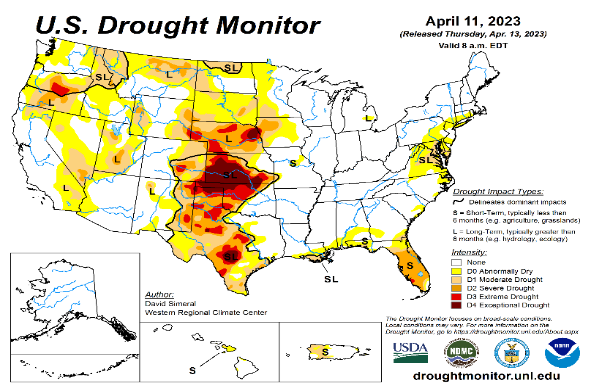 U.S. Drought Monitor
April 11, 2023
(Released Thursday, Apr. 13, 2023)
Valid 8 a.m. EDT
SL
SL
L
L
L
L
L
L
SL
S
SL
SL
S
SL
S
S
Drought Impact Types:
Delineates dominant impacts
S = Short-Term, typically less than
6 months (e.g. agriculture, grasslands)
L = Long-Term, typically greater than
6 months (e.g. hydrology, ecology)
Intensity:
None
D0 Abnormally Dry
D1 Moderate Drought
D2 Severe Drought
D3 Extreme Drought
D4 Exceptional Drought
Author:
David Simeral
Western Regional Climate Center
The Drought Monitor focuses on broad-scale conditions.
Local conditions may vary. For more information on the
Drought Monitor, go to https://droughtmonitor.unl.edu/About.aspx
USDA
NDMC
NOAA
droughtmonitor.unl.edu